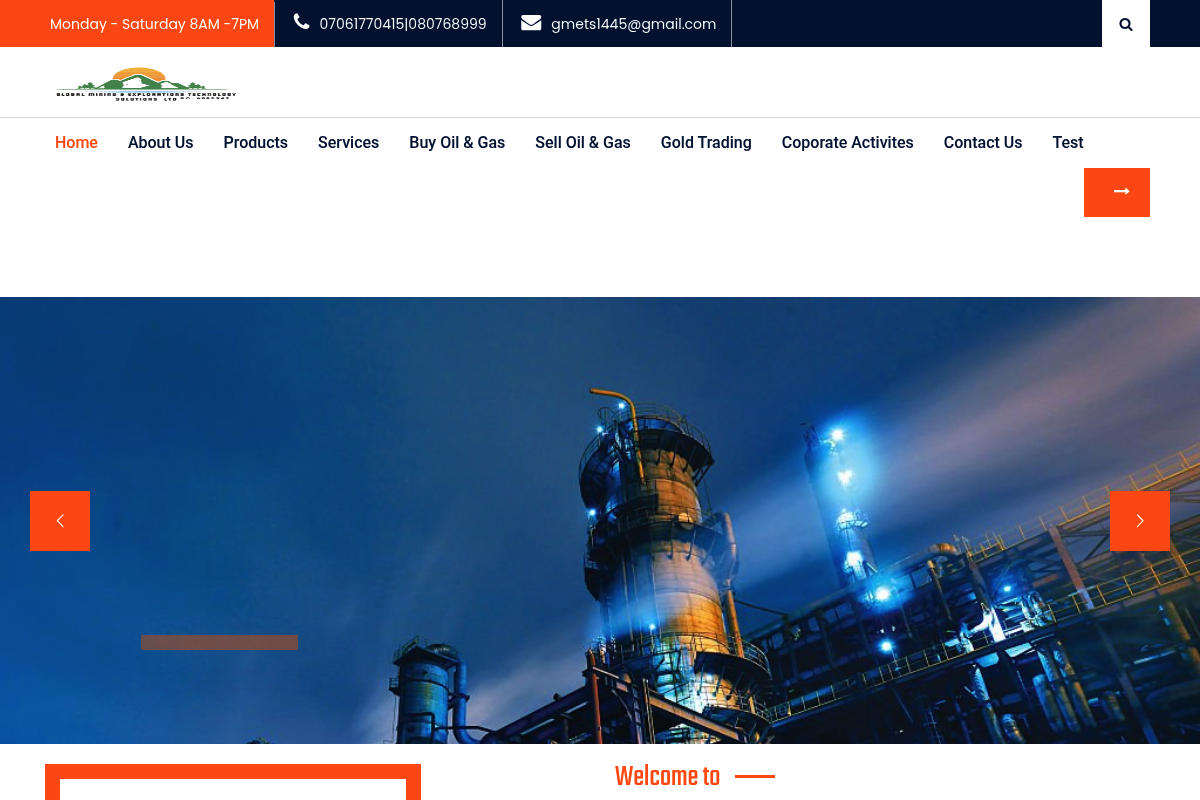 Monday - Saturday 8AM -7PM
07061770415|080768999
gmets1445@gmail.com
GLOBAL MINING & EXPLORATIONS TECHNOLOGY
SOLUTIONS LTD
Home
About Us
Products
Services
Buy Oil & Gas
Sell Oil & Gas
Gold Trading
Coporate Activites
Contact Us
Test
Welcome to